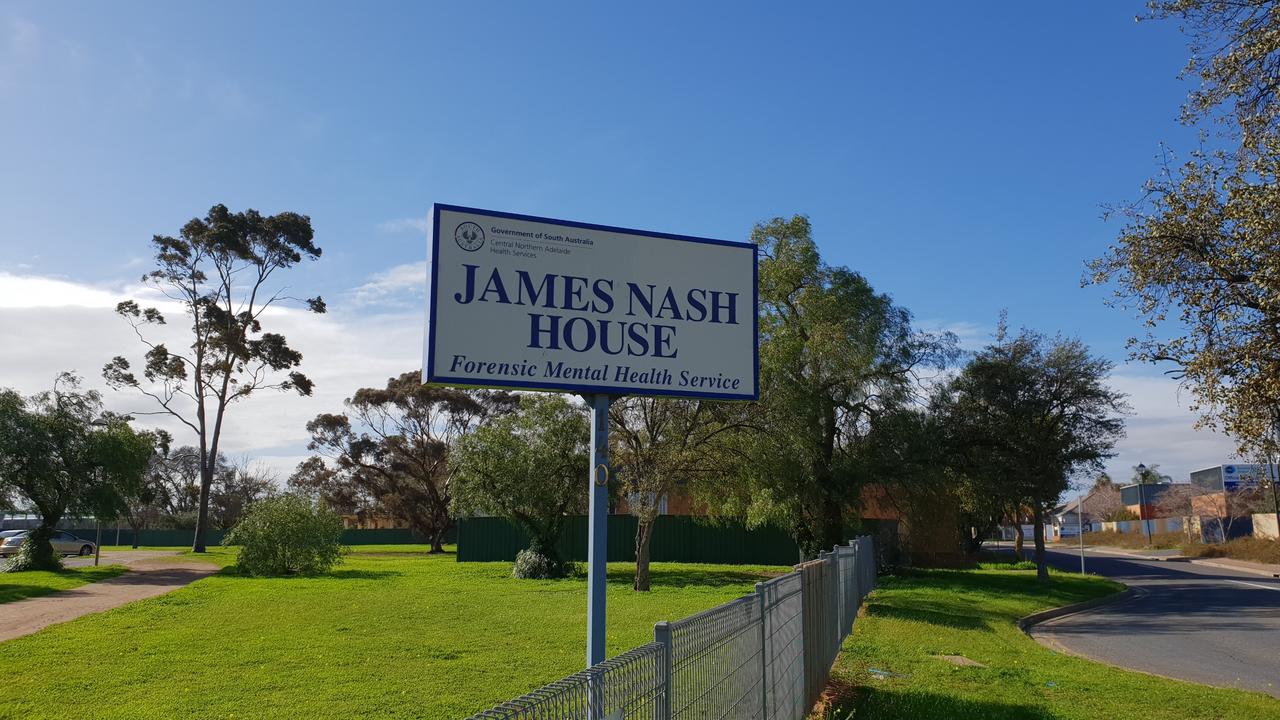 Government of South Australia
Central Northern Adelaide
Health Services
JAMES NASH
HOUSE
Forensic Mental Health Service